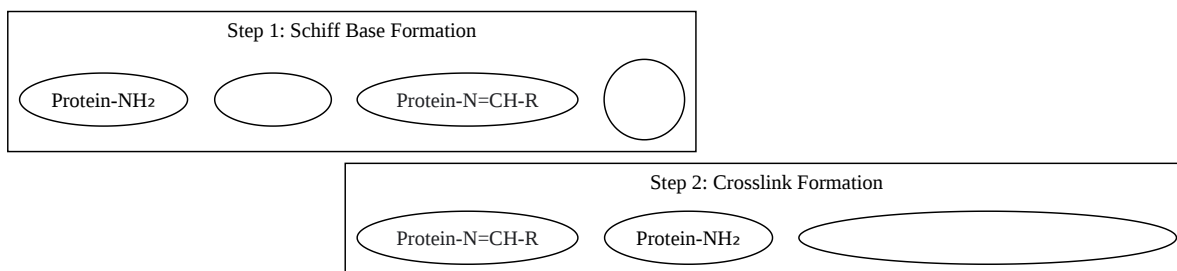 Step 1: Schiff Base Formation
Protein-NH₂
Protein-N=CH-R
Step 2: Crosslink Formation
Protein-N=CH-R
Protein-NH₂